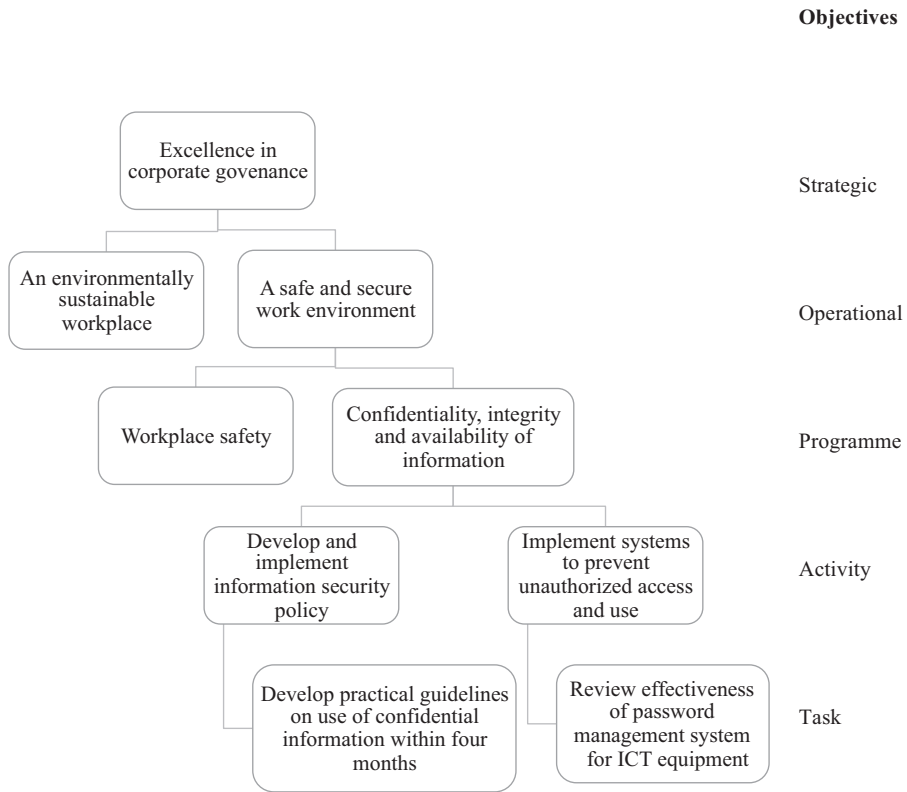 Objectives
Excellence in
corporate govenance
Strategic
An environmentally
sustainable
workplace
A safe and secure
work environment
Operational
Workplace safety
Confidentiality, integrity
and availability of
information
Programme
Develop and
implement
information security
policy
Implement systems
to prevent
unauthorized access
and use
Activity
Develop practical guidelines
on use of confidential
information within four
months
Review effectiveness
of password
management system
for ICT equipment
Task